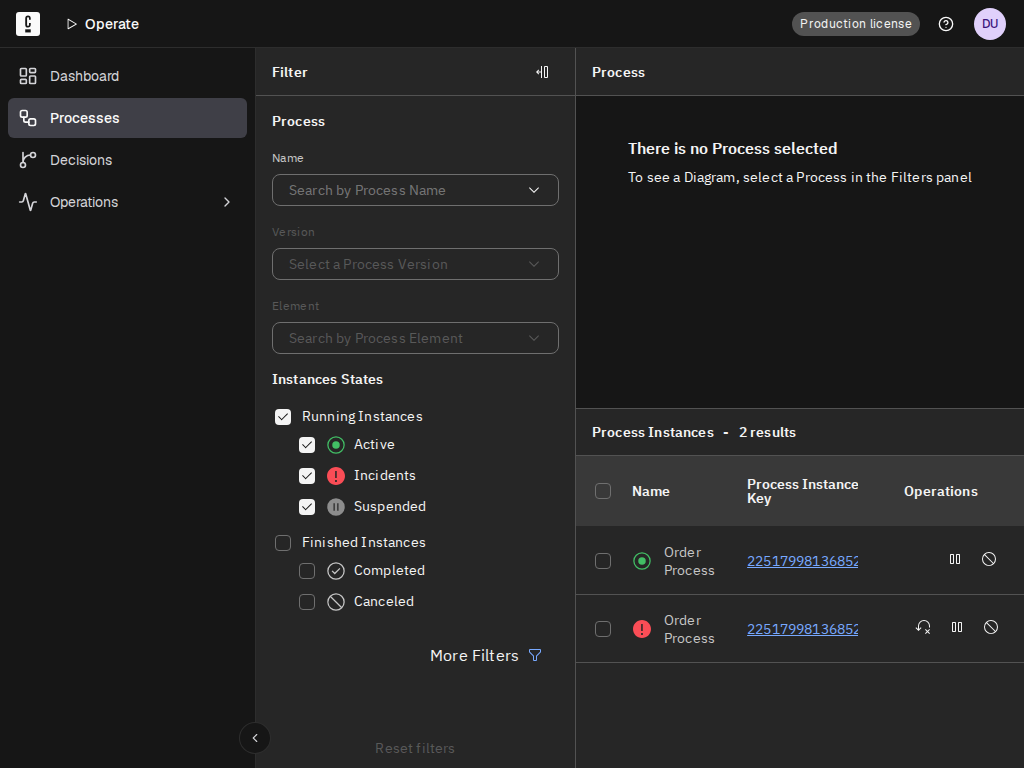 Operate
Production license
DU
Dashboard
Processes
Decisions
Operations
Filter
Process
Name
Search by Process Name
Version
Select a Process Version
Element
Search by Process Element
Instances States
Running Instances
Active
Incidents
Suspended
Finished Instances
Completed
Canceled
More Filters
Reset filters
Process
There is no Process selected
To see a Diagram, select a Process in the Filters panel
Process Instances - 2 results
Name
Process Instance
Key
Operations
Order
Process
22517998136852
Order
Process
22517998136852